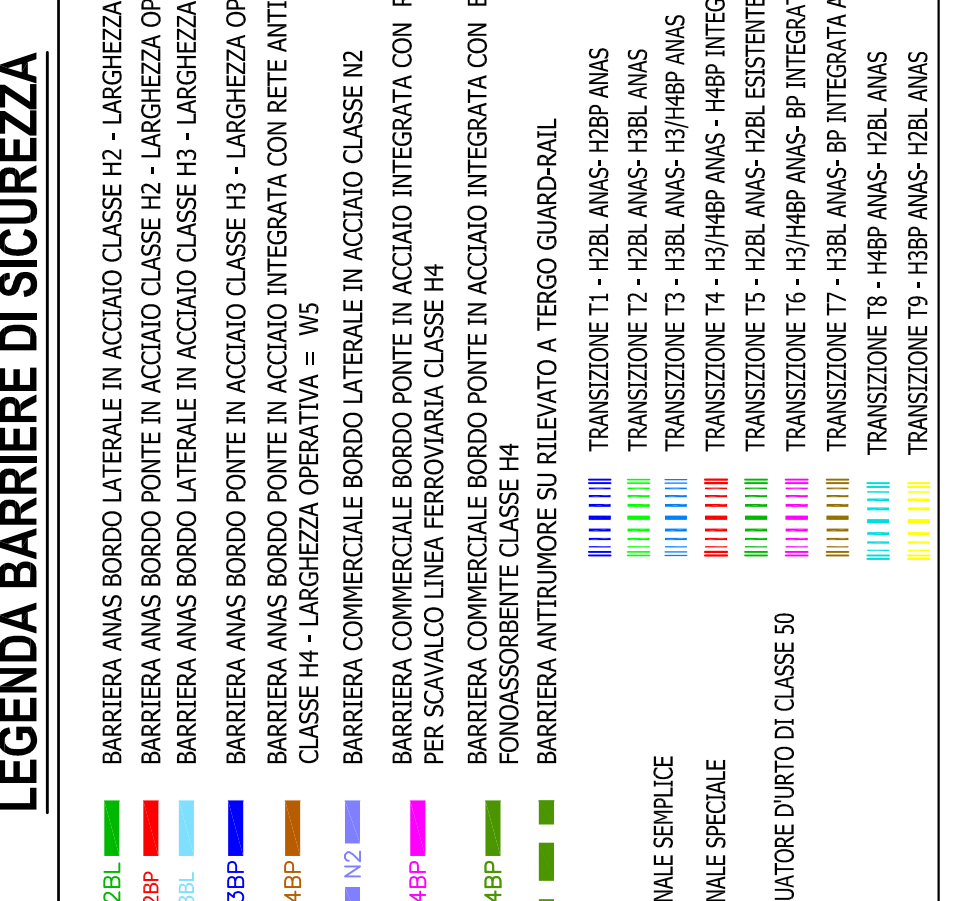 LEGENDA BARRIERE DI SICUREZZA
2BL BARRIERA ANAS BORDO LATERALE IN ACCIAIO CLASSE H2 - LARGHEZZA
2BP BARRIERA ANAS BORDO PONTE IN ACCIAIO CLASSE H2 - LARGHEZZA OP
3BL BARRIERA ANAS BORDO LATERALE IN ACCIAIO CLASSE H3 - LARGHEZZA
3BP BARRIERA ANAS BORDO PONTE IN ACCIAIO CLASSE H3 - LARGHEZZA OP
4BP BARRIERA ANAS BORDO PONTE IN ACCIAIO INTEGRATA CON RETE ANTI
CLASSE H4 - LARGHEZZA OPERATIVA = W5
N2 BARRIERA COMMERCIALE BORDO LATERALE IN ACCIAIO CLASSE N2
4BP BARRIERA COMMERCIALE BORDO PONTE IN ACCIAIO INTEGRATA CON
PER SCAVALCO LINEA FERROVIARIA CLASSE H4
4BP BARRIERA COMMERCIALE BORDO PONTE IN ACCIAIO INTEGRATA CON
FONOASSORBENTE CLASSE H4
BARRIERA ANTIRUMORE SU RILEVATO A TERGO GUARD-RAIL
TRANSIZIONE T1 - H2BL ANAS- H2BP ANAS
TRANSIZIONE T2 - H2BL ANAS- H3BL ANAS
NALE SEMPLICE TRANSIZIONE T3 - H3BL ANAS- H3/H4BP ANAS
NALE SPECIALE TRANSIZIONE T4 - H3/H4BP ANAS - H4BP INTEG
TRANSIZIONE T5 - H2BL ANAS- H2BL ESISTENTE
UATORE D'URTO DI CLASSE 50 TRANSIZIONE T6 - H3/H4BP ANAS- BP INTEGRAT
TRANSIZIONE T7 - H3BL ANAS- BP INTEGRATA A
TRANSIZIONE T8 - H4BP ANAS- H2BL ANAS
TRANSIZIONE T9 - H3BP ANAS- H2BL ANAS